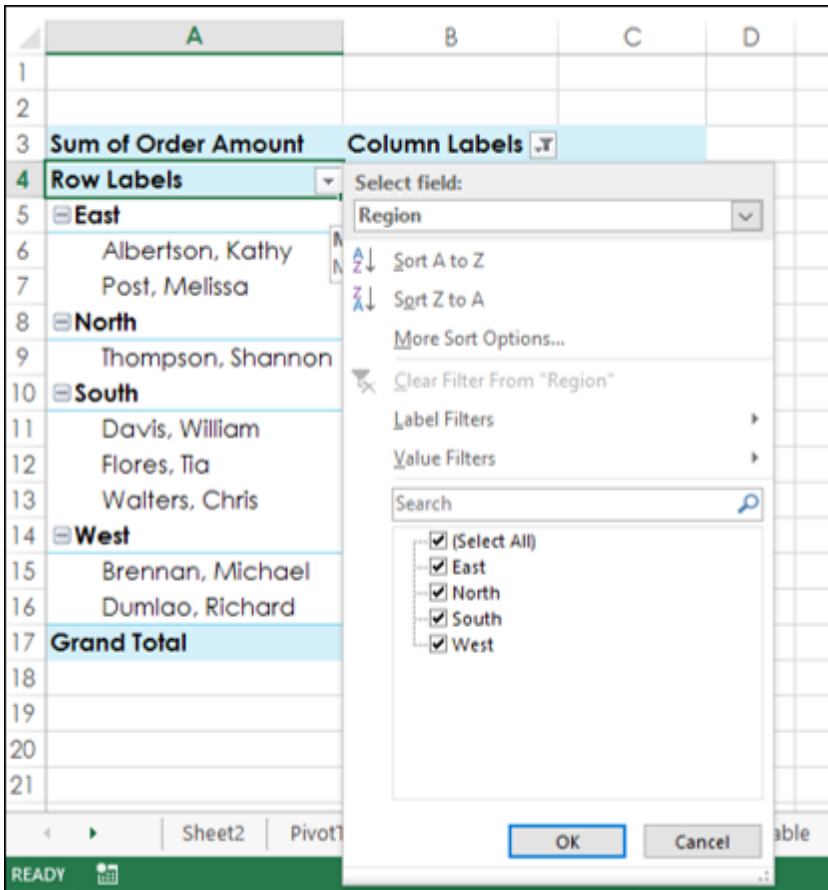 A B C D
1
2
3 Sum of Order Amount Column Labels
4 Row Labels
5 East
6 Albertson, Kathy
7 Post, Melissa
8 North
9 Thompson, Shannon
10 South
11 Davis, William
12 Flores, Tia
13 Walters, Chris
14 West
15 Brennan, Michael
16 Dumlao, Richard
17 Grand Total
18
19
20
21
Select field:
Region
Sort A to Z
Sort Z to A
More Sort Options...
Clear Filter From "Region"
Label Filters
Value Filters
Search
(Select All)
East
North
South
West
OK Cancel
Sheet2 PivotT able
READY